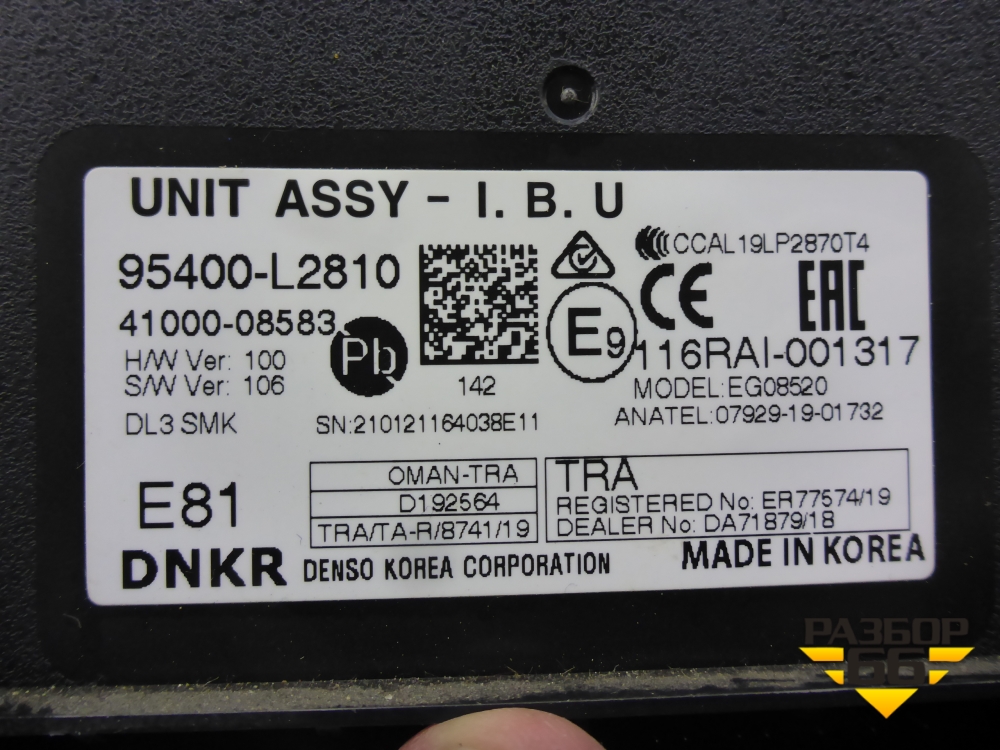 UNIT ASSY - I. B. U
95400-L2810
41000-08583
H/W Ver: 100
S/W Ver: 106
DL3 SMK
Pb
142
SN:210121164038E11
CCAL19LP2870T4
CE EAC
E9
116RAI-001317
MODEL:EG08520
ANATEL:07929-19-01732
E81
OMAN-TRA
D192564
TRA/TA-R/8741/19
TRA
REGISTERED No: ER77574/19
DEALER No: DA71879/18
DNKR DENSO KOREA CORPORATION
MADE IN KOREA
РАЗБОР
66